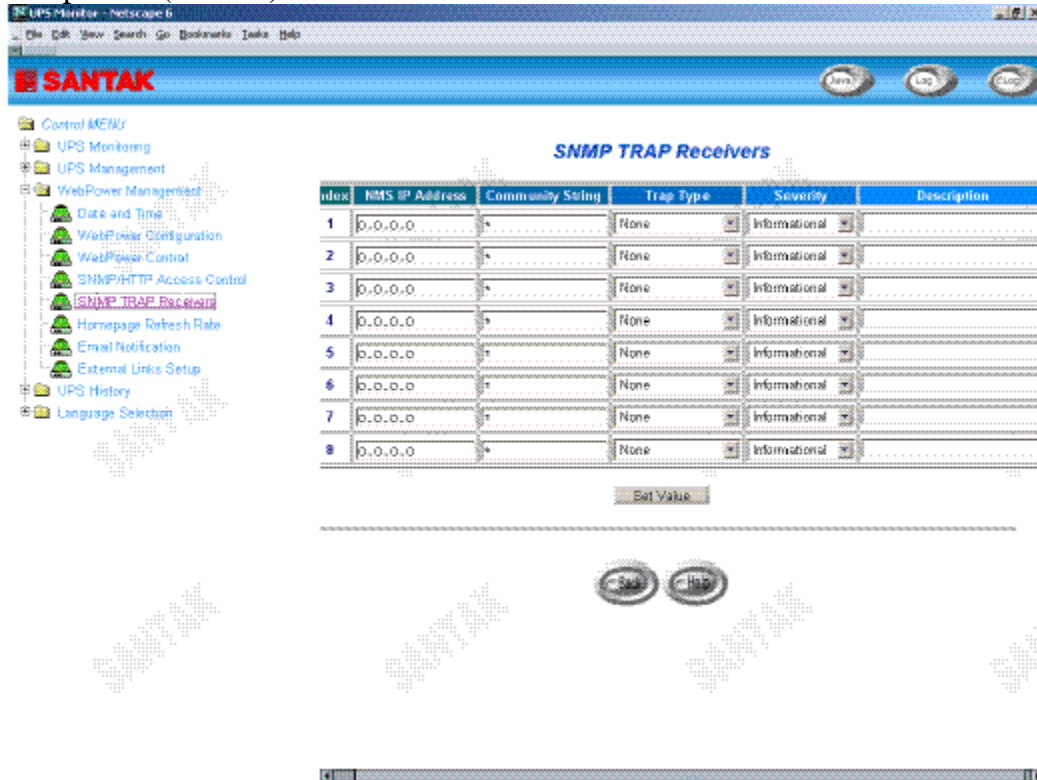 UPS Monitor - Netscape 6
File Edit View Search Go Bookmarks Tasks Help
SANTAK
Java Log CLog
Control MENU
UPS Monitoring
UPS Management
WebPower Management
Date and Time
WebPower Configuration
WebPower Control
SNMP/HTTP Access Control
SNMP TRAP Receivers
Homepage Refresh Rate
Email Notification
External Links Setup
UPS History
Language Selection
SNMP TRAP Receivers
ndex NMS IP Address Community String Trap Type Severity Description
1 0.0.0.0 * None Informational
2 0.0.0.0 * None Informational
3 0.0.0.0 * None Informational
4 0.0.0.0 * None Informational
5 0.0.0.0 * None Informational
6 0.0.0.0 * None Informational
7 0.0.0.0 * None Informational
8 0.0.0.0 * None Informational
Set Value
Back Help